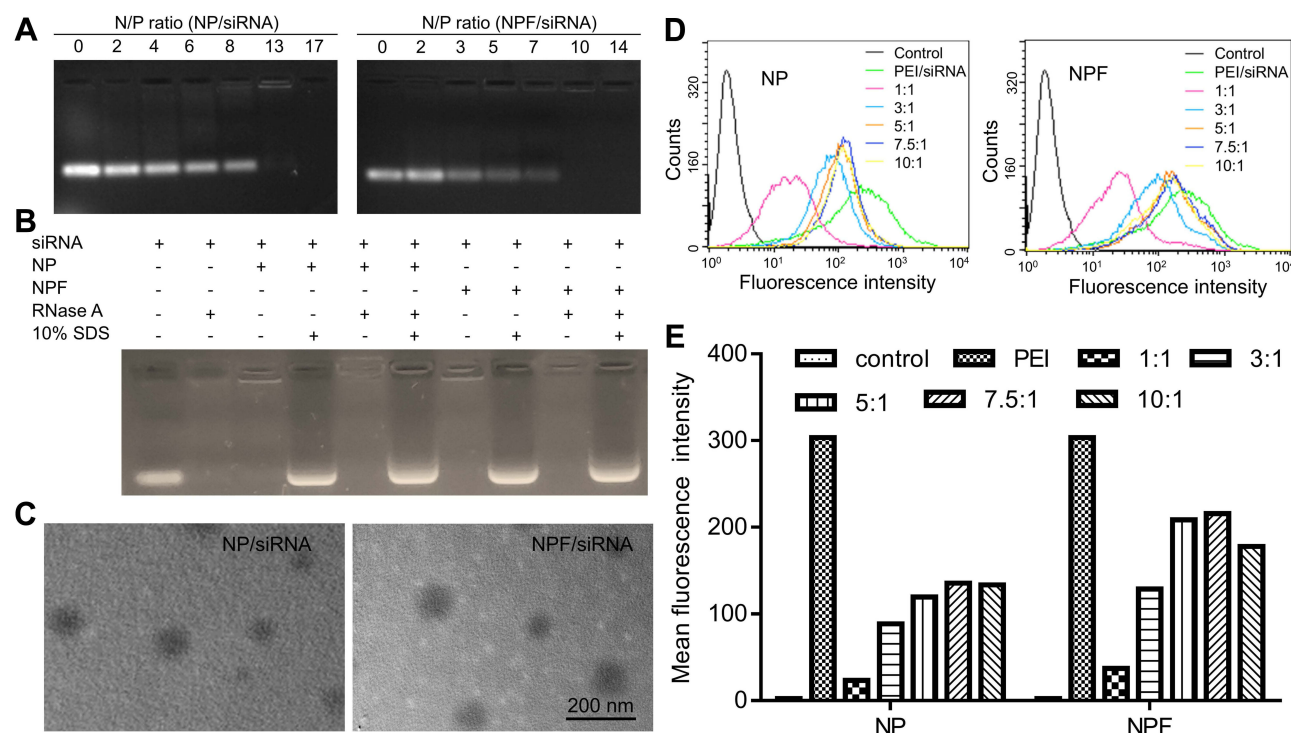 A
N/P ratio (NP/siRNA)
0 2 4 6 8 13 17
N/P ratio (NPF/siRNA)
0 2 3 5 7 10 14
B
siRNA + + + + + + + + + +
NP - - + + + + - - - -
NPF - - - - - - + + + +
RNase A - + - - + + - - + +
10% SDS - - - + - + - + - +
C
NP/siRNA
NPF/siRNA
200 nm
D
NP
Control
PEI/siRNA
1:1
3:1
5:1
7.5:1
10:1
Counts
320
160
0
10⁰ 10¹ 10² 10³ 10⁴
Fluorescence intensity
NPF
Control
PEI/siRNA
1:1
3:1
5:1
7.5:1
10:1
Counts
320
160
0
10⁰ 10¹ 10² 10³ 10
Fluorescence intensity
E
control PEI 1:1 3:1
5:1 7.5:1 10:1
Mean fluorescence intensity
400
300
200
100
0
NP NPF